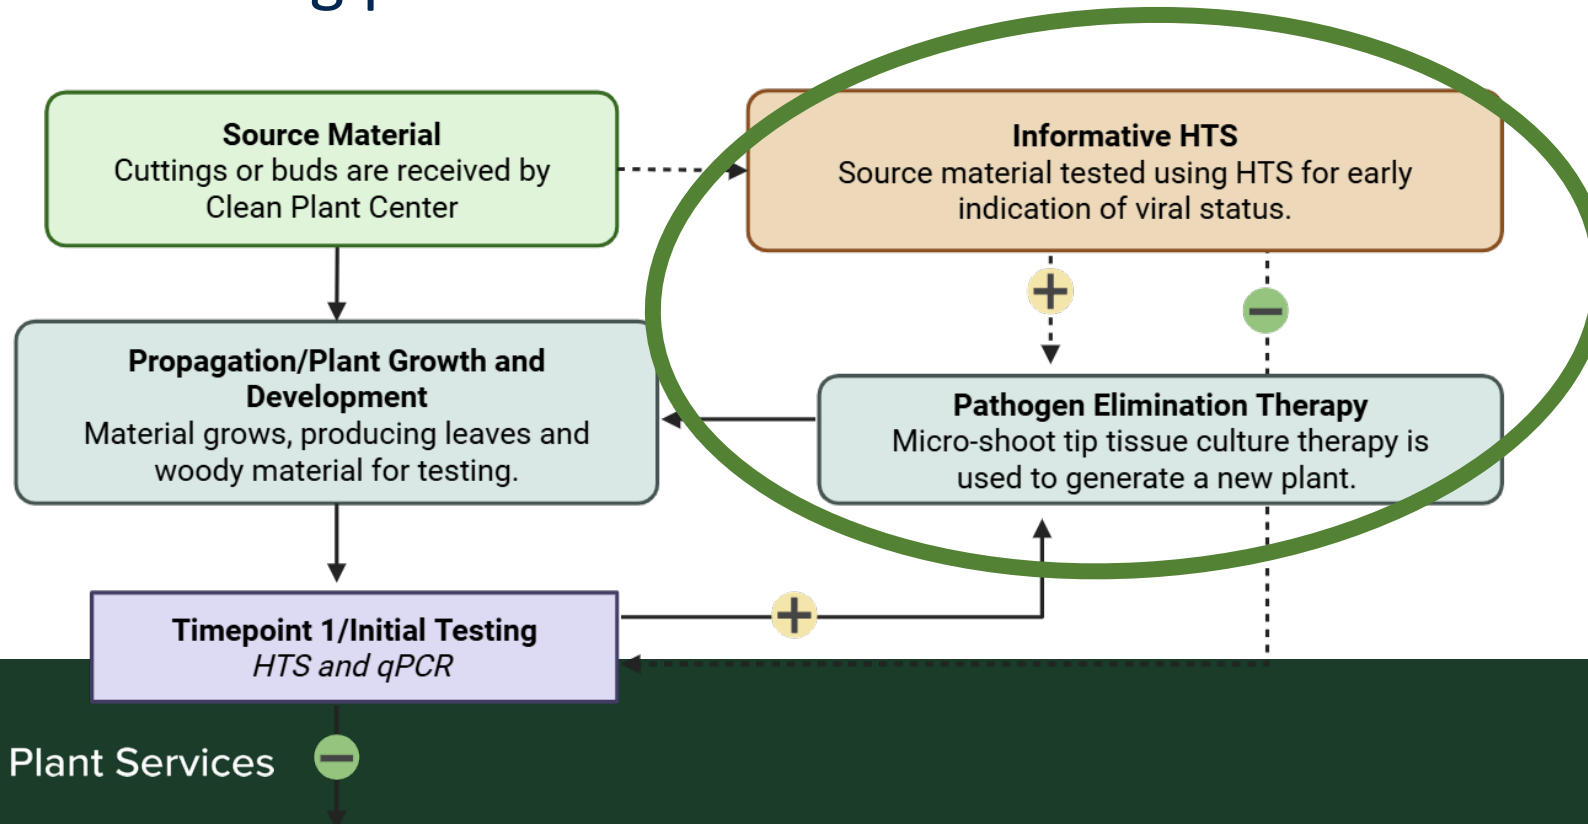 Source Material
Cuttings or buds are received by
Clean Plant Center
Informative HTS
Source material tested using HTS for early
indication of viral status.
Propagation/Plant Growth and
Development
Material grows, producing leaves and
woody material for testing.
Pathogen Elimination Therapy
Micro-shoot tip tissue culture therapy is
used to generate a new plant.
Timepoint 1/Initial Testing
HTS and qPCR
Plant Services